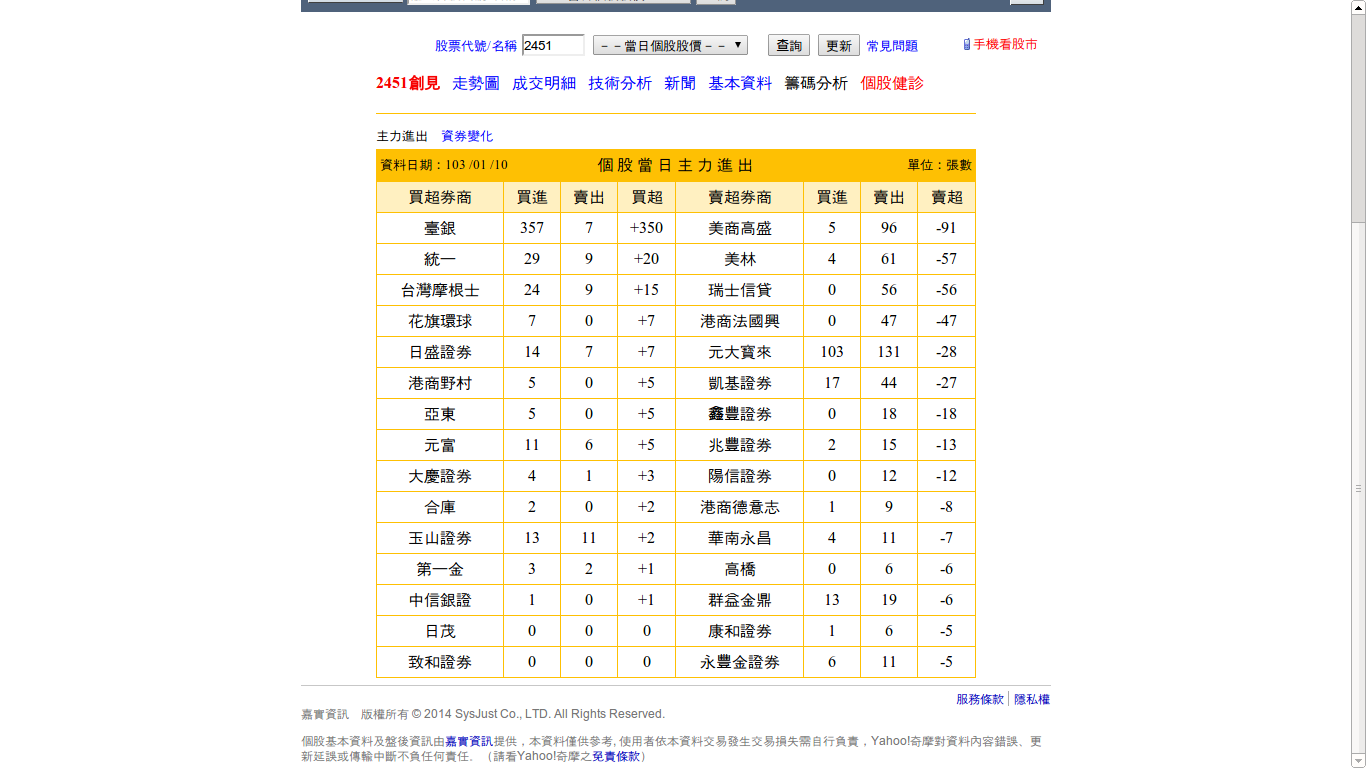 股票代號/名稱 2451 －－當日個股股價－－ 查詢 更新 常見問題 手機看股市
2451創見 走勢圖 成交明細 技術分析 新聞 基本資料 籌碼分析 個股健診
主力進出 資券變化
資料日期：103 /01 /10 個股當日主力進出 單位：張數
買超券商 買進 賣出 買超 賣超券商 買進 賣出 賣超
臺銀 357 7 +350 美商高盛 5 96 -91
統一 29 9 +20 美林 4 61 -57
台灣摩根士 24 9 +15 瑞士信貸 0 56 -56
花旗環球 7 0 +7 港商法國興 0 47 -47
日盛證券 14 7 +7 元大寶來 103 131 -28
港商野村 5 0 +5 凱基證券 17 44 -27
亞東 5 0 +5 鑫豐證券 0 18 -18
元富 11 6 +5 兆豐證券 2 15 -13
大慶證券 4 1 +3 陽信證券 0 12 -12
合庫 2 0 +2 港商德意志 1 9 -8
玉山證券 13 11 +2 華南永昌 4 11 -7
第一金 3 2 +1 高橋 0 6 -6
中信銀證 1 0 +1 群益金鼎 13 19 -6
日茂 0 0 0 康和證券 1 6 -5
致和證券 0 0 0 永豐金證券 6 11 -5
服務條款 隱私權
嘉實資訊 版權所有 © 2014 SysJust Co., LTD. All Rights Reserved.
個股基本資料及盤後資訊由嘉實資訊提供，本資料僅供參考, 使用者依本資料交易發生交易損失需自行負責，Yahoo!奇摩對資料內容錯誤、更
新延誤或傳輸中斷不負任何責任。（請看Yahoo!奇摩之免責條款）